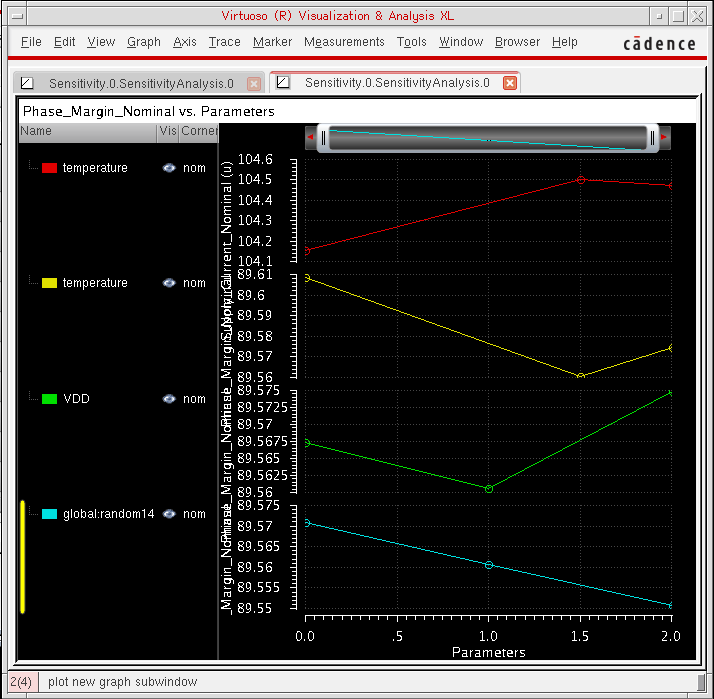 Virtuoso (R) Visualization & Analysis XL
File Edit View Graph Axis Trace Marker Measurements Tools Window Browser Help
cādence
Sensitivity.0.SensitivityAnalysis.0
Sensitivity.0.SensitivityAnalysis.0
Phase_Margin_Nominal vs. Parameters
Name Vis Corner
temperature nom
temperature nom
VDD nom
global:random14 nom
104.6
104.5
104.4
104.3
104.2
104.1
89.61
89.6
89.59
89.58
89.57
89.56
89.575
89.5725
89.57
89.5675
89.565
89.5625
89.56
89.575
89.57
89.565
89.56
89.555
89.55
0.0 .5 1.0 1.5 2.0
Parameters
2(4) plot new graph subwindow